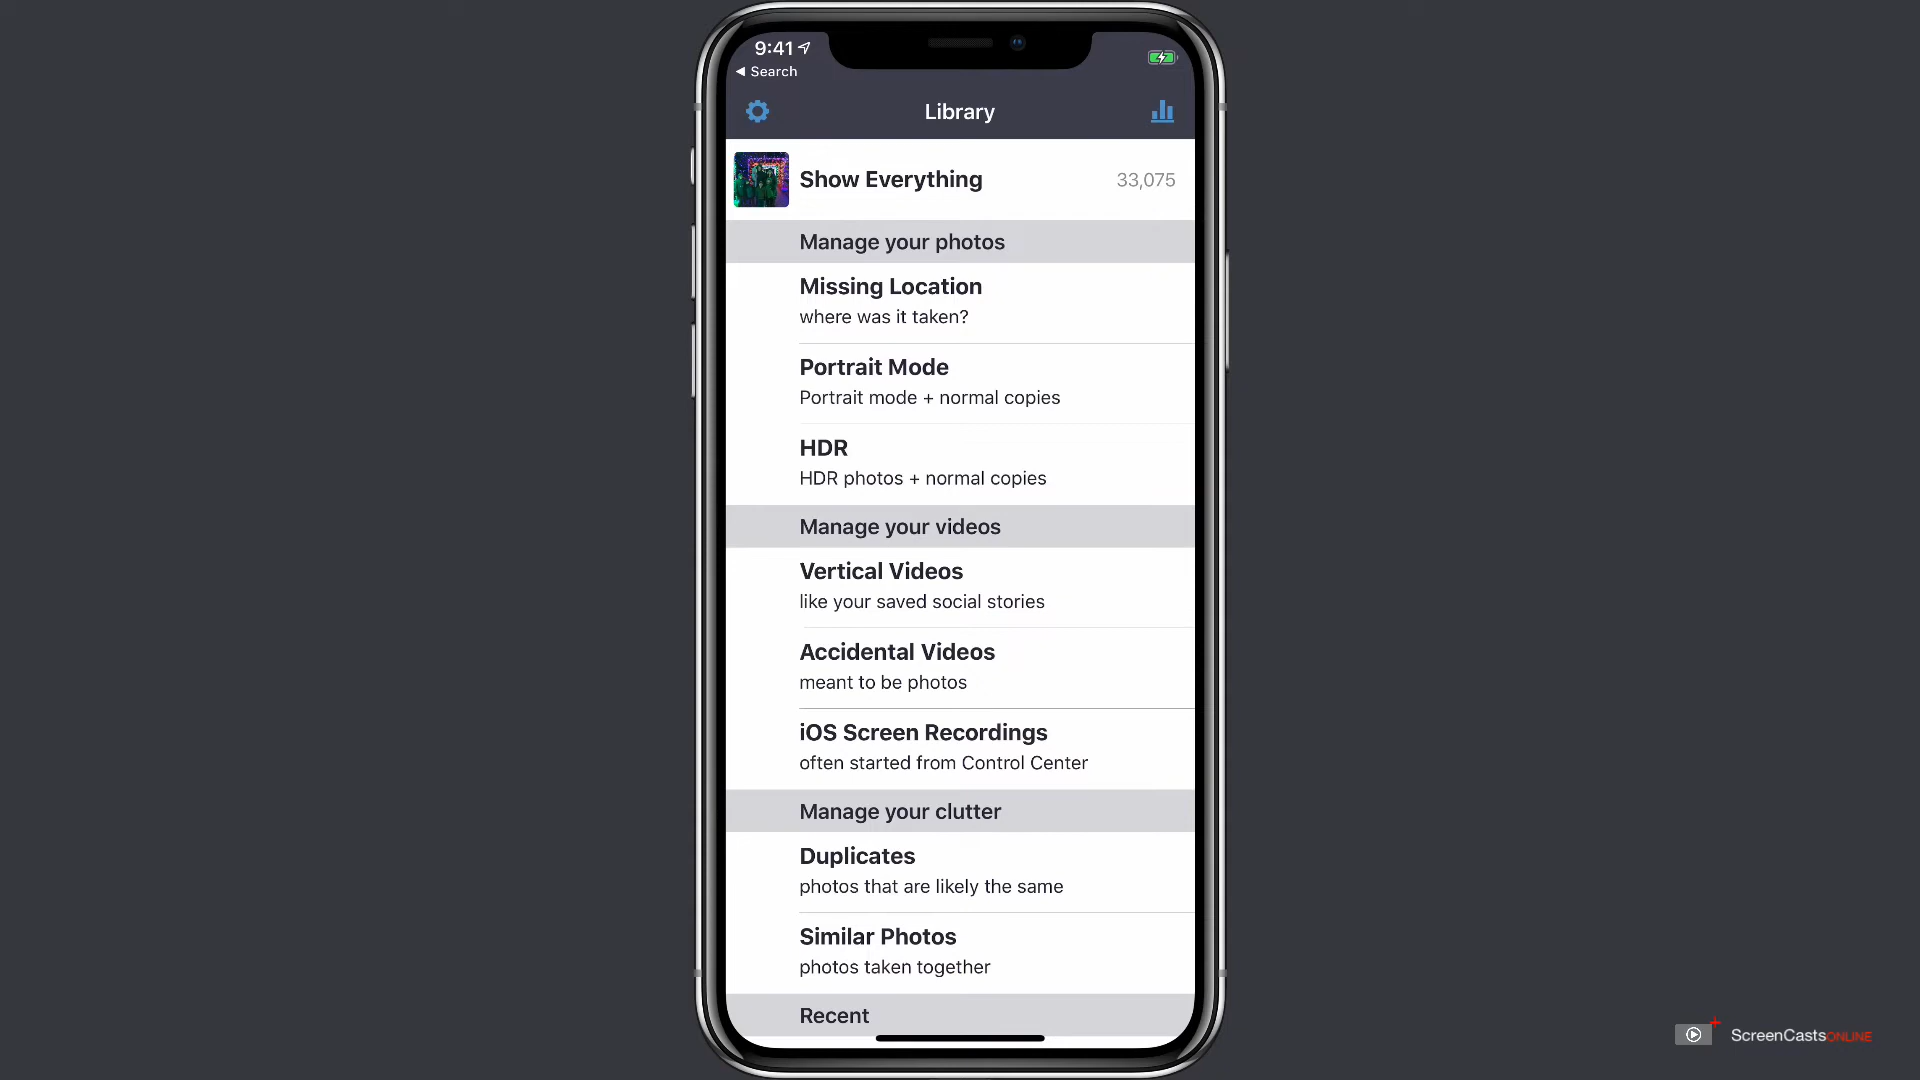 9:41
◀ Search
Library
Show Everything 33,075
Manage your photos
Missing Location
where was it taken?
Portrait Mode
Portrait mode + normal copies
HDR
HDR photos + normal copies
Manage your videos
Vertical Videos
like your saved social stories
Accidental Videos
meant to be photos
iOS Screen Recordings
often started from Control Center
Manage your clutter
Duplicates
photos that are likely the same
Similar Photos
photos taken together
Recent
ScreenCastsONLINE